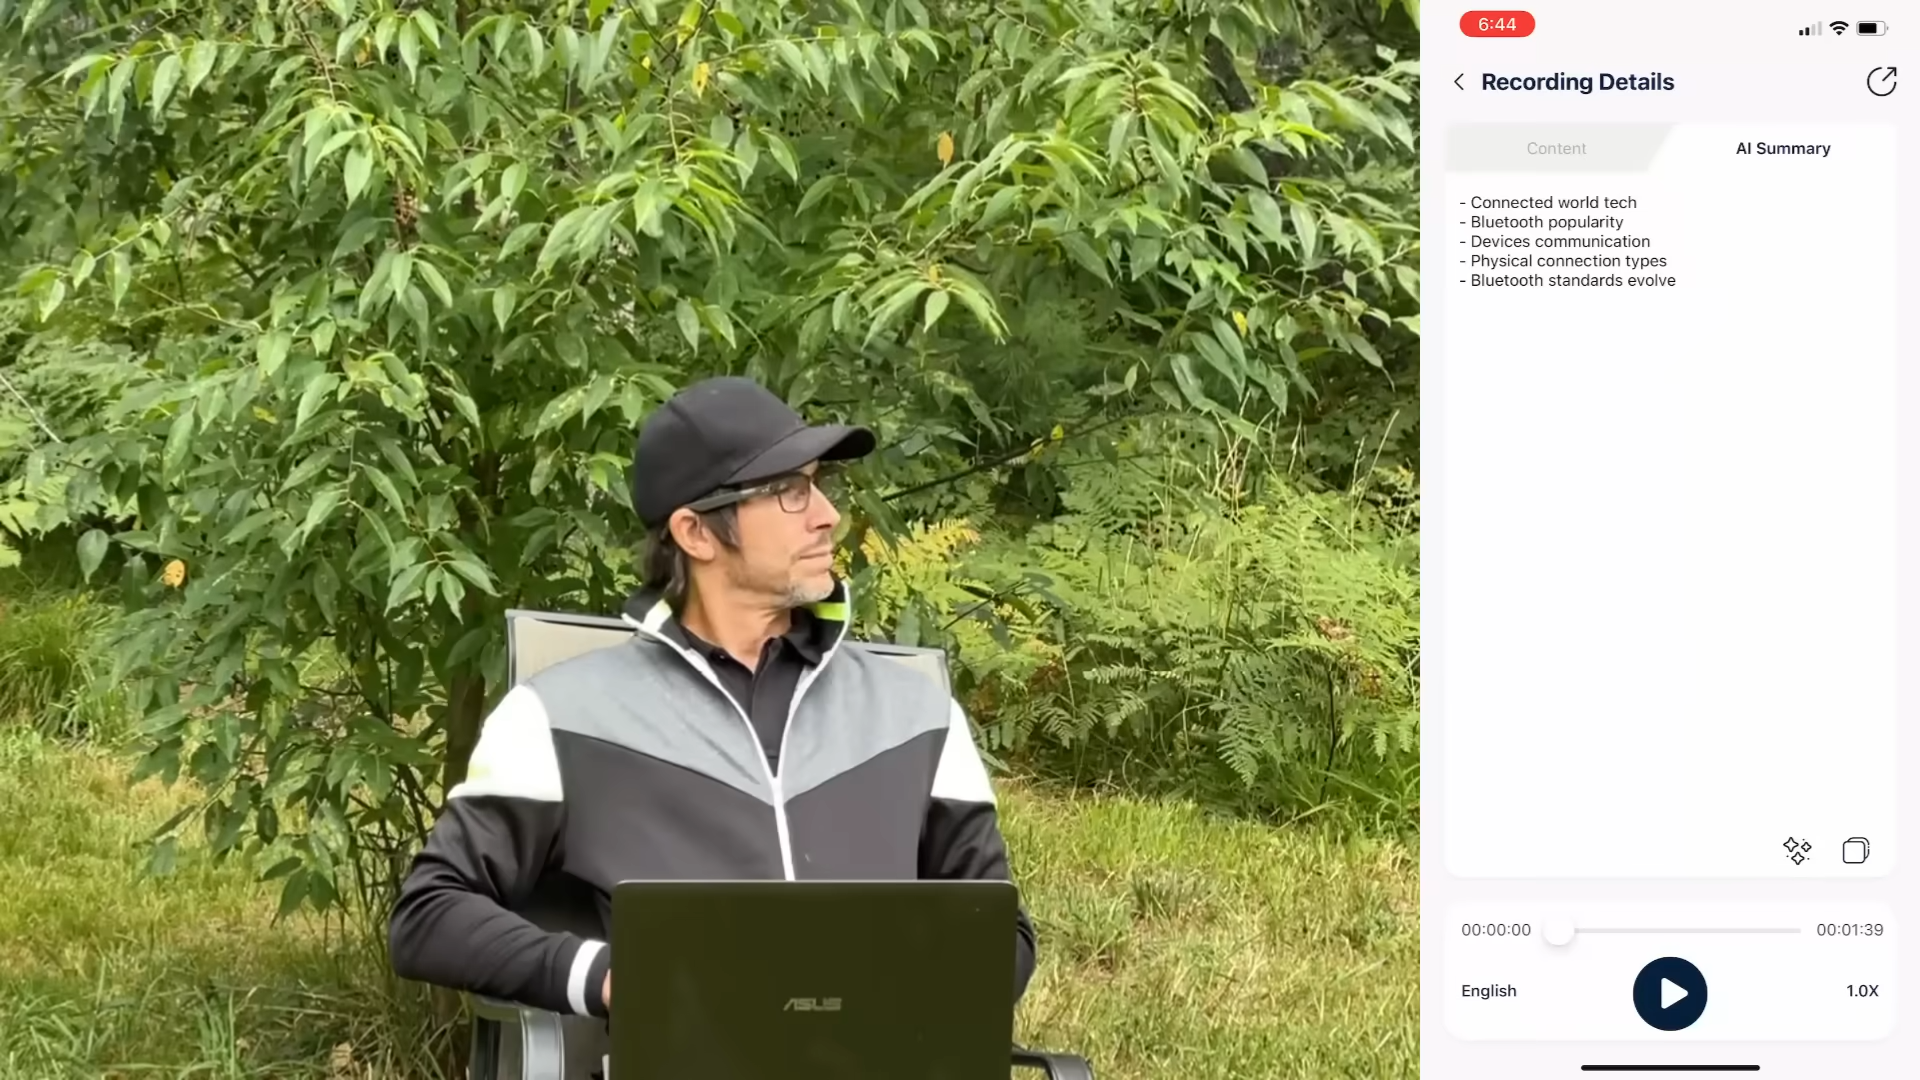 6:44
Recording Details
Content
AI Summary
- Connected world tech
- Bluetooth popularity
- Devices communication
- Physical connection types
- Bluetooth standards evolve
00:00:00
00:01:39
English
1.0X
ASUS